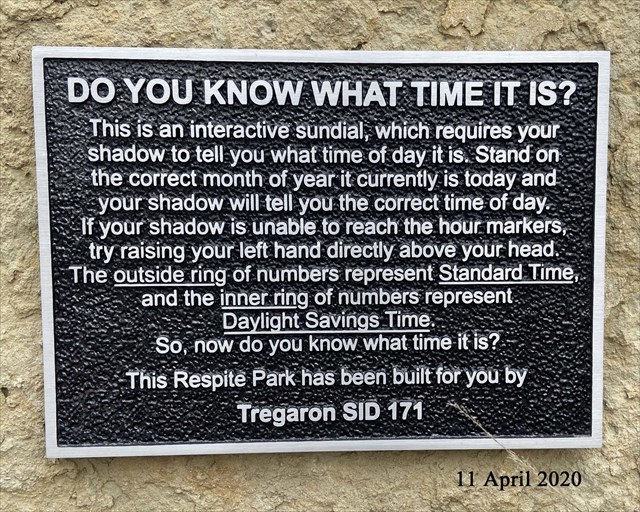 DO YOU KNOW WHAT TIME IT IS?
This is an interactive sundial, which requires your
shadow to tell you what time of day it is. Stand on
the correct month of year it currently is today and
your shadow will tell you the correct time of day.
If your shadow is unable to reach the hour markers,
try raising your left hand directly above your head.
The outside ring of numbers represent Standard Time,
and the inner ring of numbers represent
Daylight Savings Time.
So, now do you know what time it is?
This Respite Park has been built for you by
Tregaron SID 171
11 April 2020